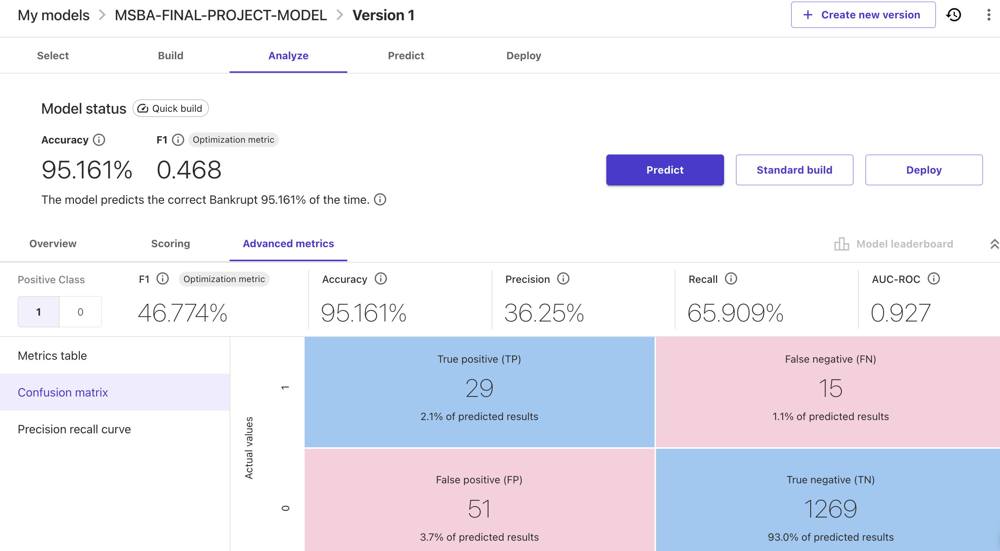 My models > MSBA-FINAL-PROJECT-MODEL > Version 1
+ Create new version
Select Build Analyze Predict Deploy
Model status Quick build
Accuracy F1 Optimization metric
95.161% 0.468
Predict Standard build Deploy
The model predicts the correct Bankrupt 95.161% of the time.
Overview Scoring Advanced metrics Model leaderboard
Positive Class F1 Optimization metric Accuracy Precision Recall AUC-ROC
1 0 46.774% 95.161% 36.25% 65.909% 0.927
Metrics table
Confusion matrix
Precision recall curve
Actual values
1
True positive (TP)
29
2.1% of predicted results
False negative (FN)
15
1.1% of predicted results
0
False positive (FP)
51
3.7% of predicted results
True negative (TN)
1269
93.0% of predicted results